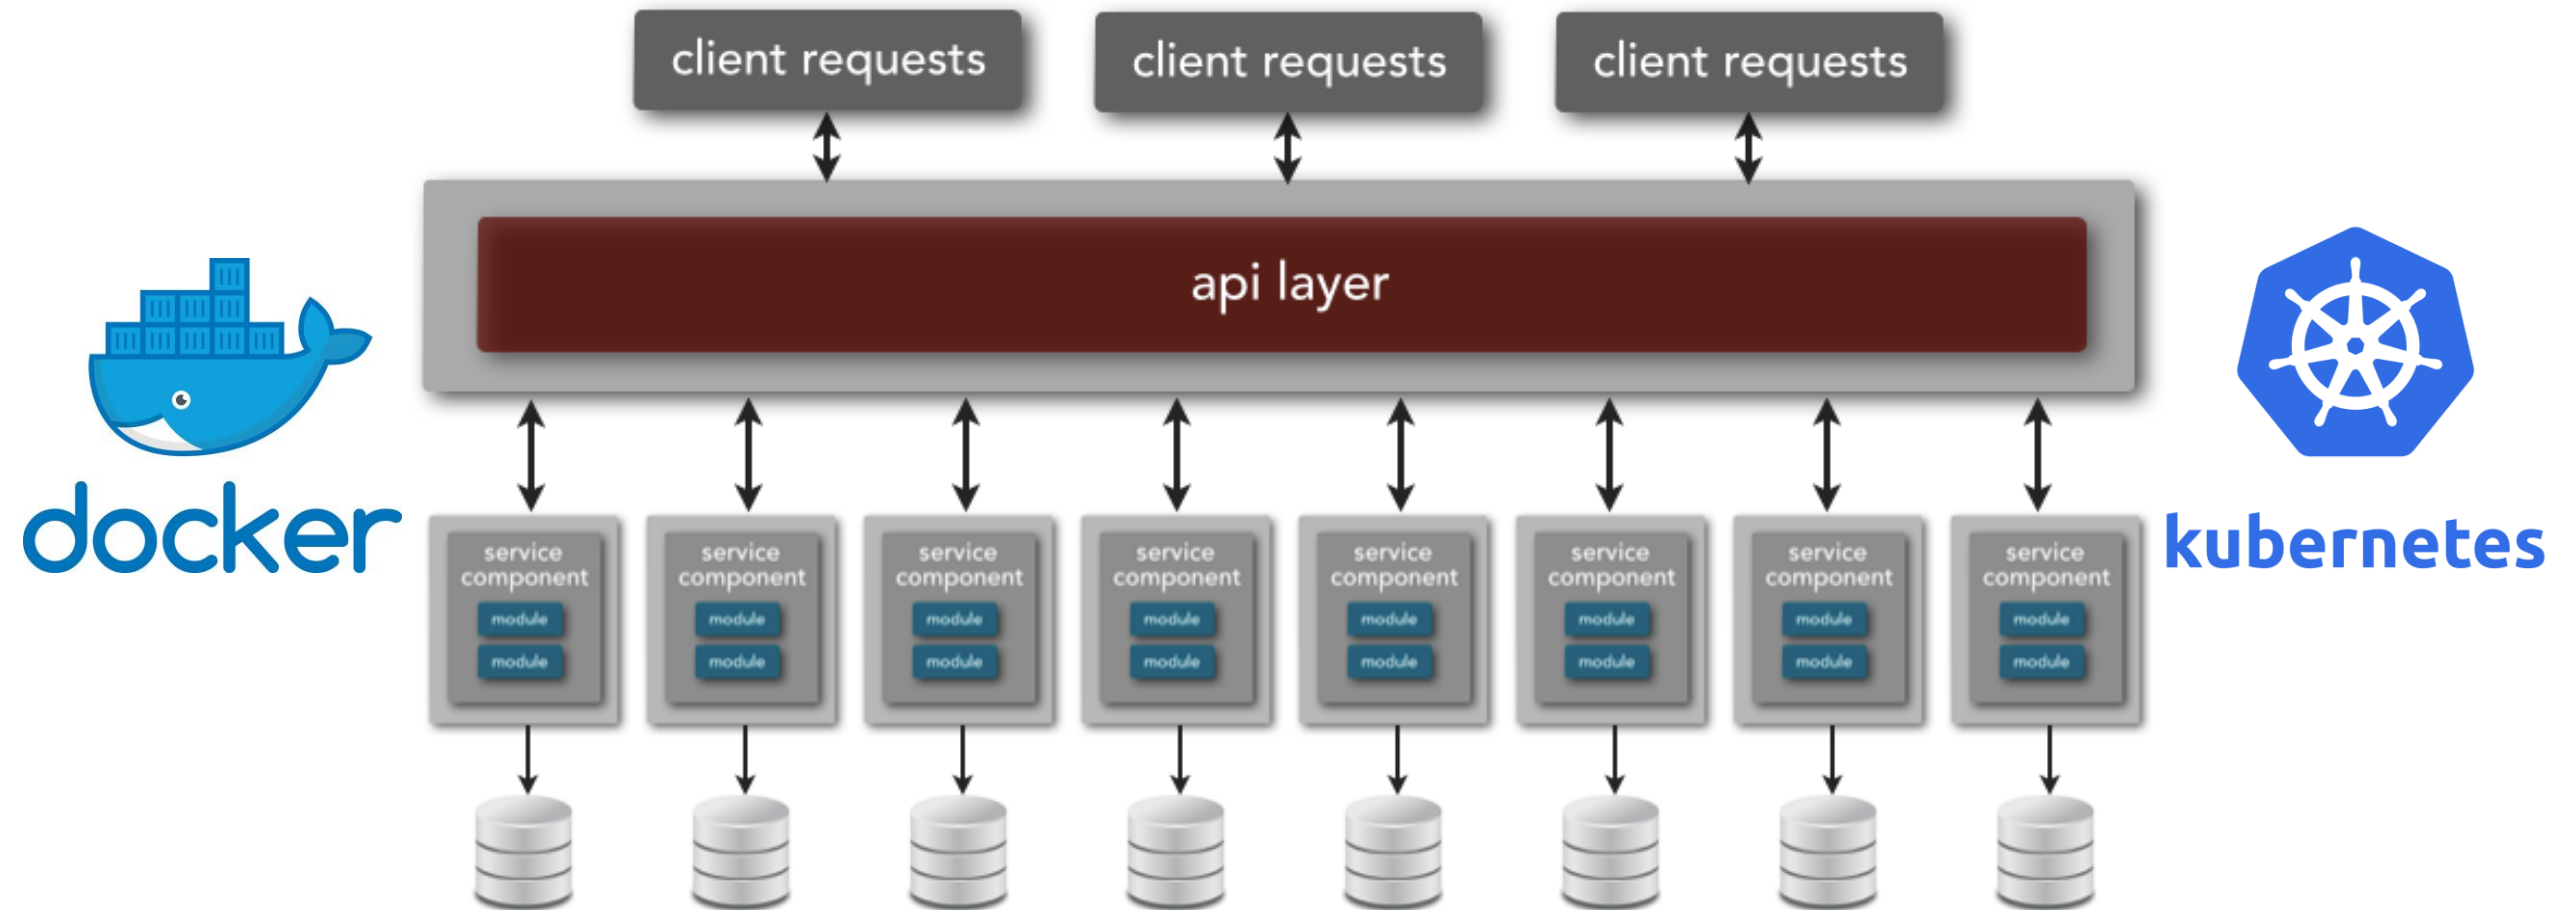 client requests
client requests
client requests
api layer
docker
kubernetes
service
component
module
module
service
component
module
module
service
component
module
module
service
component
module
module
service
component
module
module
service
component
module
module
service
component
module
module
service
component
module
module